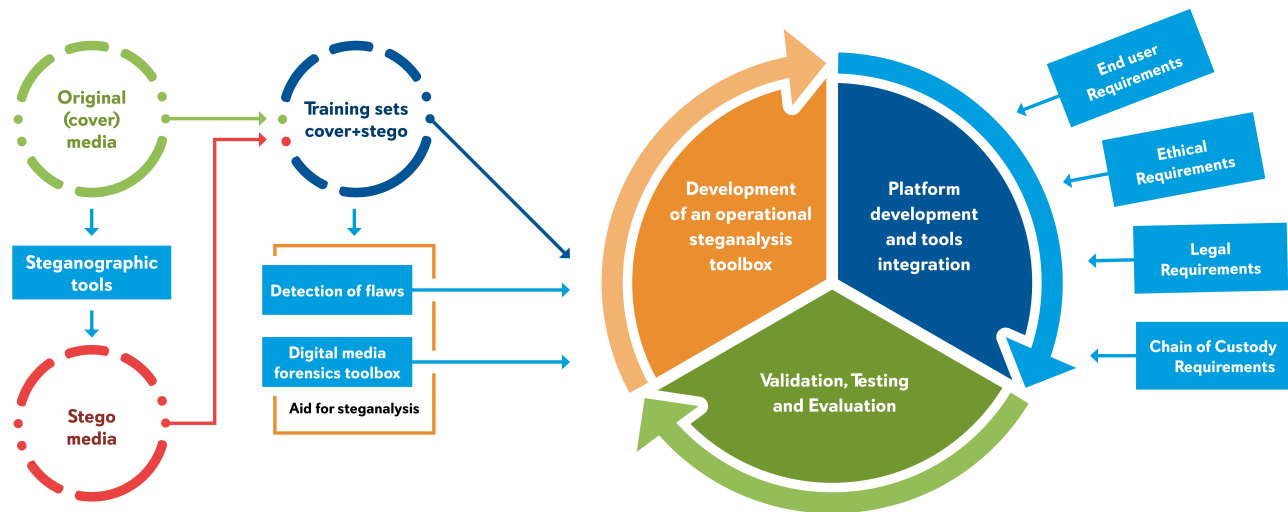 Original
(cover)
media
Steganographic
tools
Stego
media
Training sets
cover+stego
Detection of flaws
Digital media
forensics toolbox
Aid for steganalysis
Development
of an operational
steganalysis
toolbox
Platform
development
and tools
integration
Validation, Testing
and Evaluation
End user
Requirements
Ethical
Requirements
Legal
Requirements
Chain of Custody
Requirements